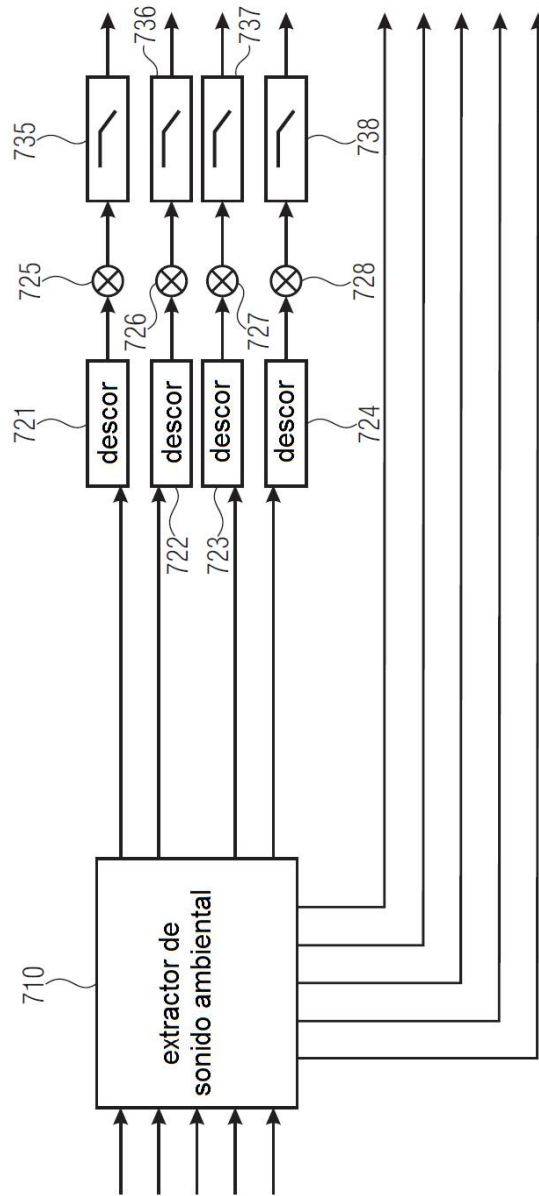 710
extractor de
sonido ambiental
721
descor
722
descor
723
descor
724
descor
725
726
727
728
735
736
737
738